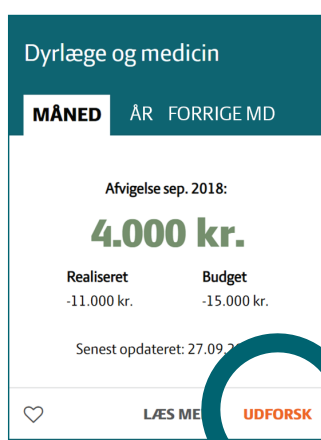 Dyrlæge og medicin
MÅNED ÅR FORRIGE MD
Afvigelse sep. 2018:
4.000 kr.
Realiseret Budget
-11.000 kr. -15.000 kr.
Senest opdateret: 27.09.
LÆS ME UDFORSK